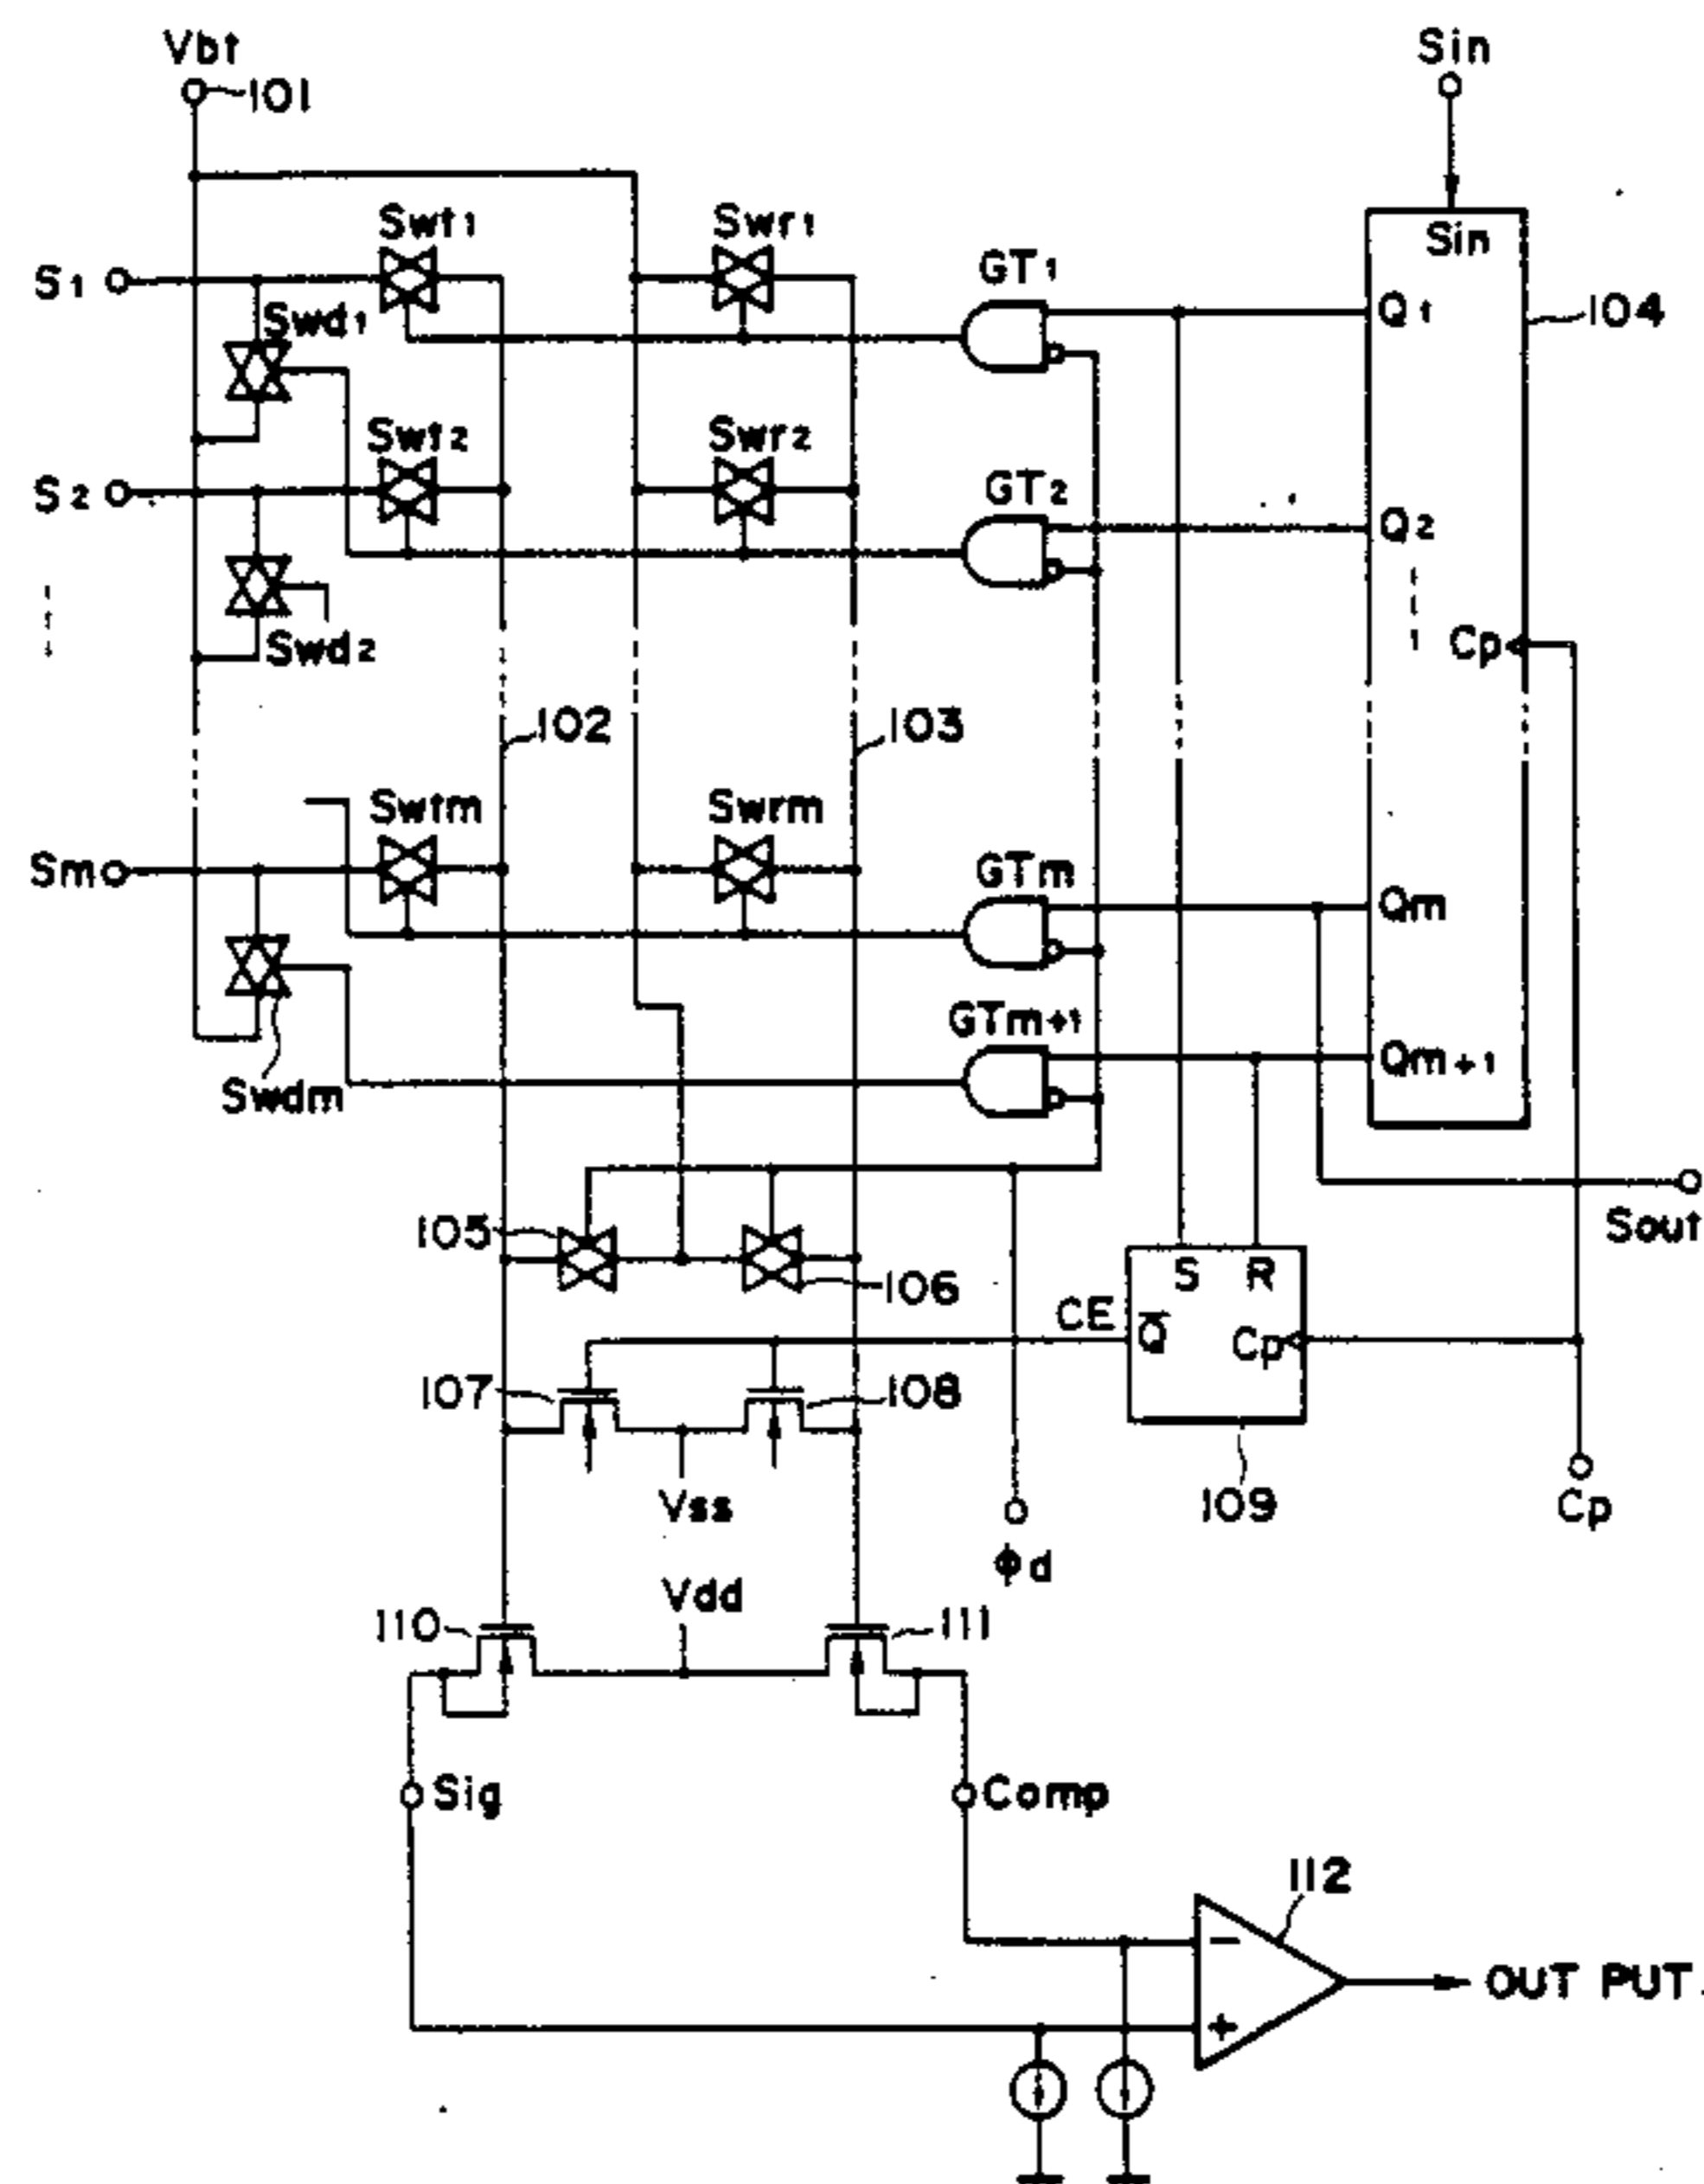 Vbt
101
Sin
Swt1
Swr1
GT1
Sin
S1
Q1
104
Swd1
Swt2
Swr2
GT2
S2
Q2
Swd2
Cp
102
103
Swtm
Swrm
Sm
GTm
Qm
GTm+1
Qm+1
Swdm
105
106
Sout
S
R
CE
Q̅
Cp
107
108
Vss
109
Cp
φd
110
Vdd
111
Sig
Comp
112
−
+
OUT PUT.